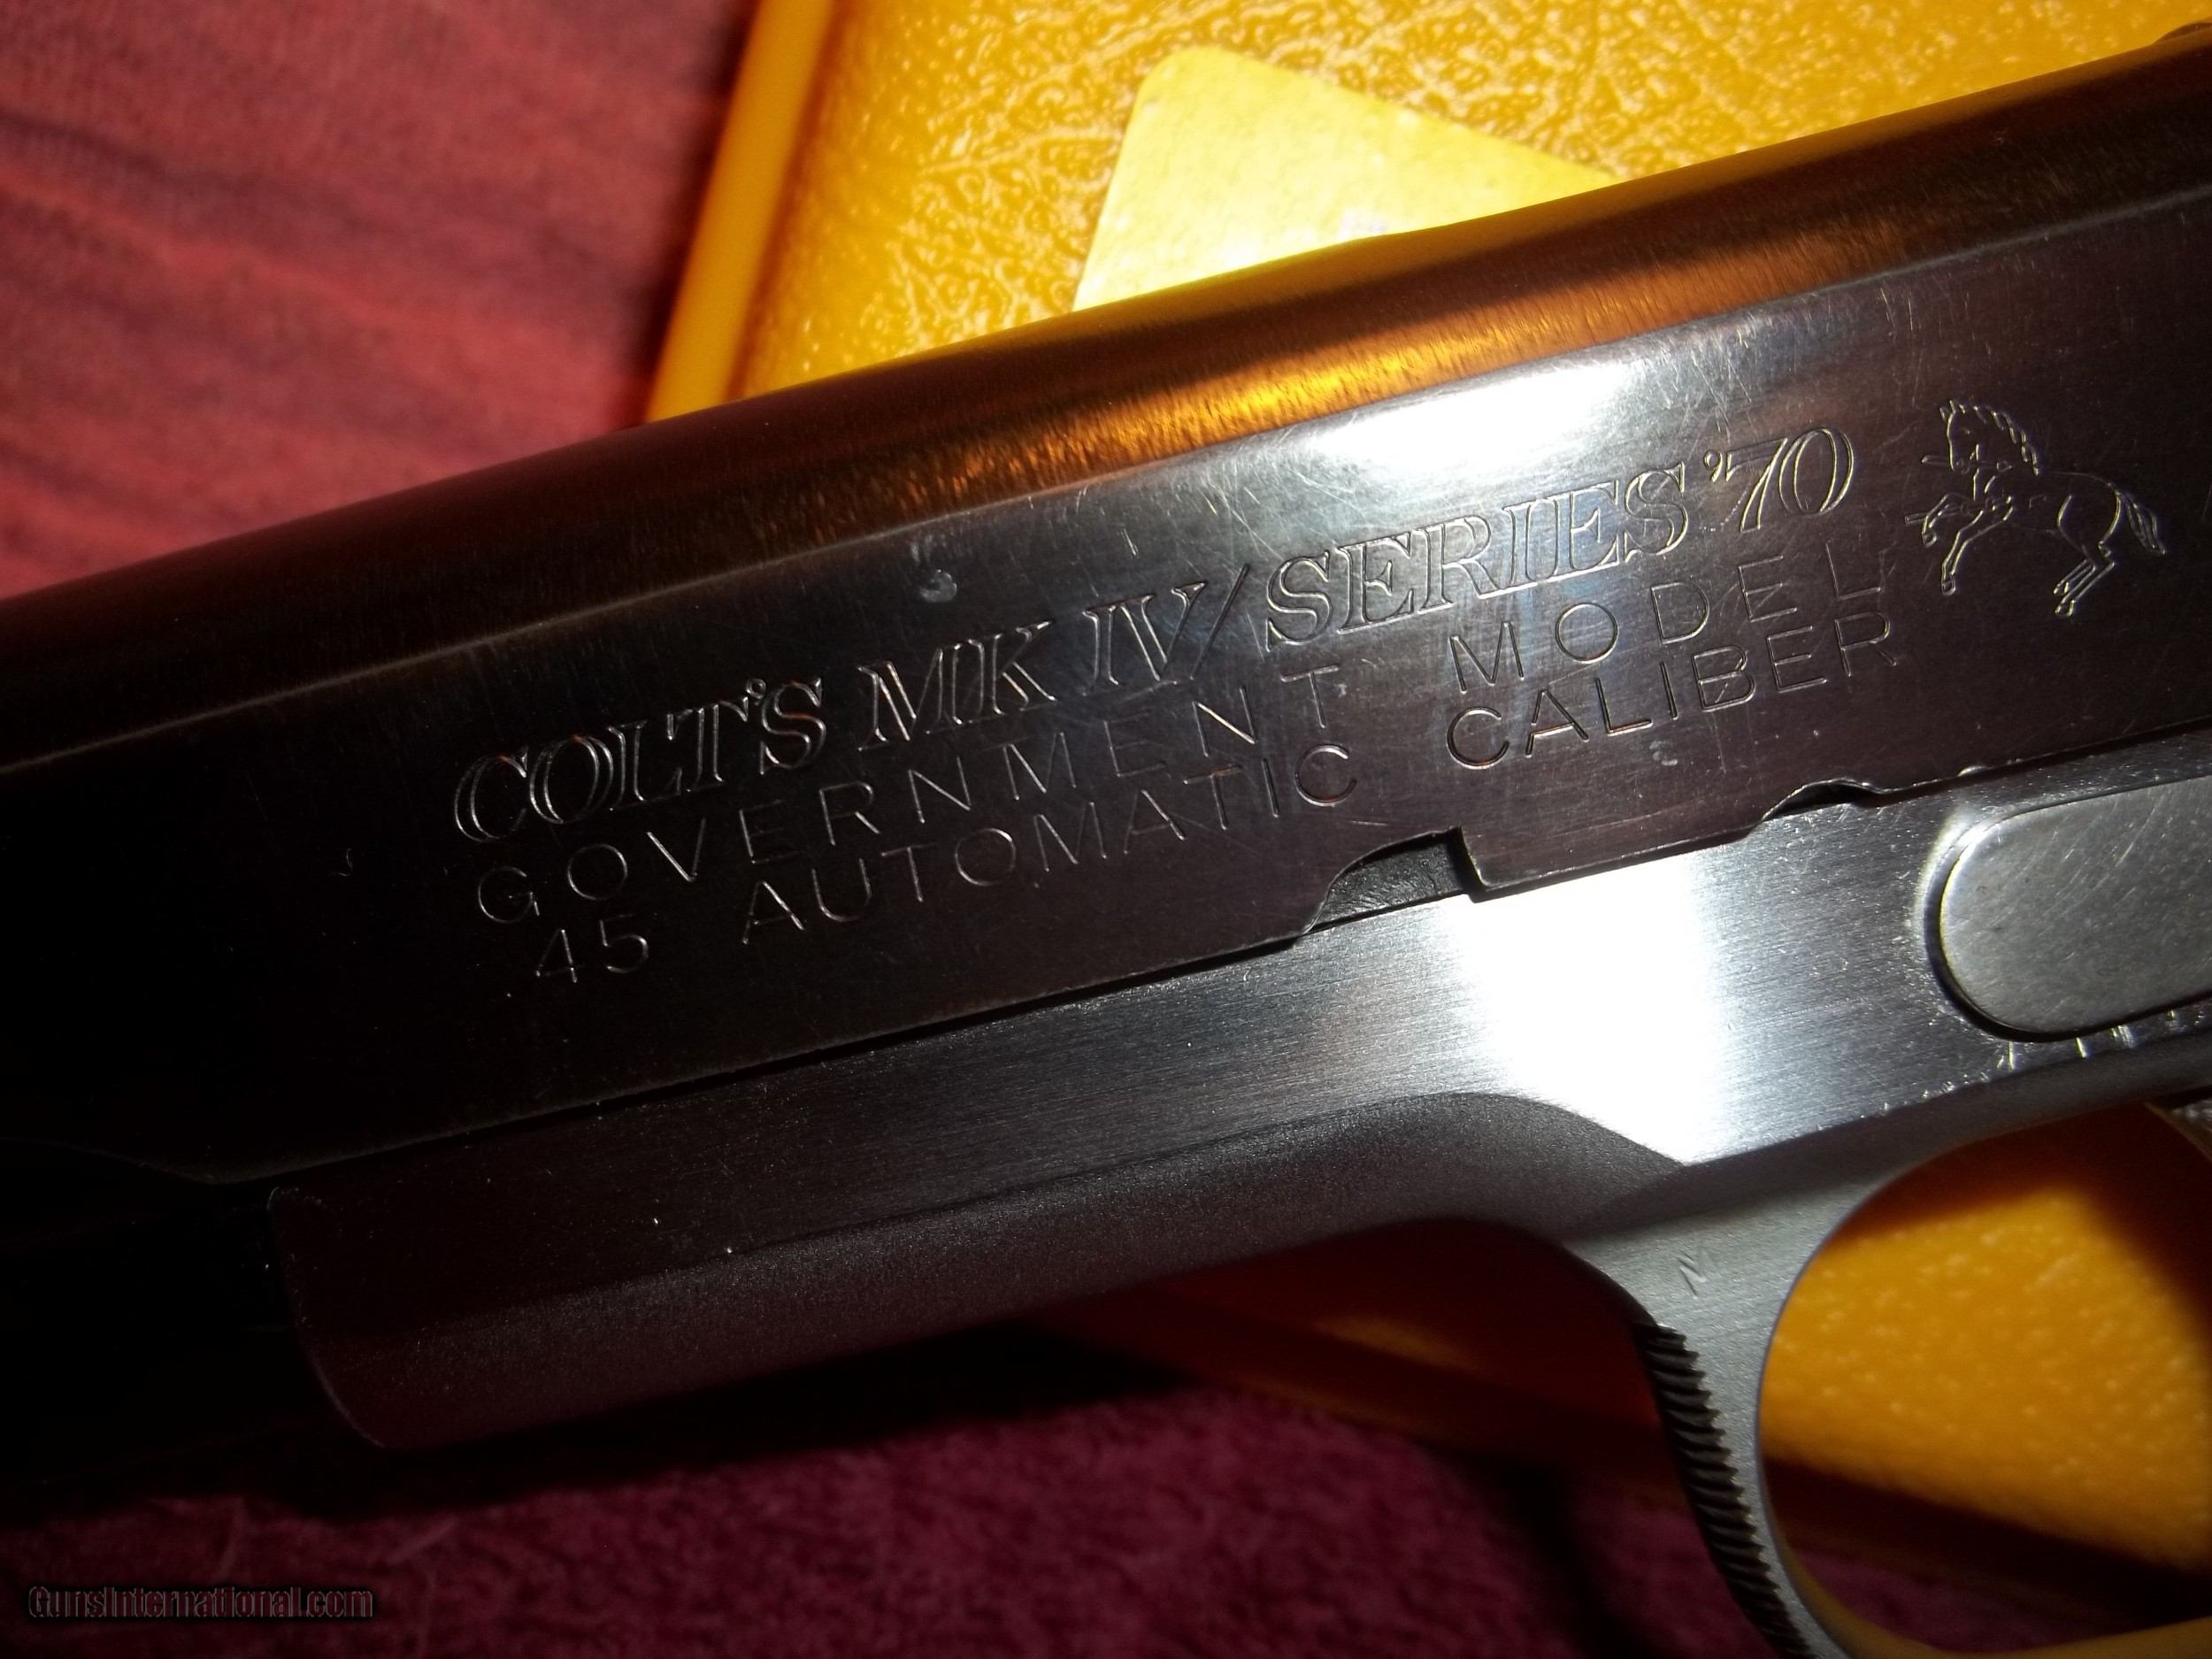 COLT'S MK IV/SERIES '70
GOVERNMENT MODEL
45 AUTOMATIC CALIBER
M
GunsInternational.com